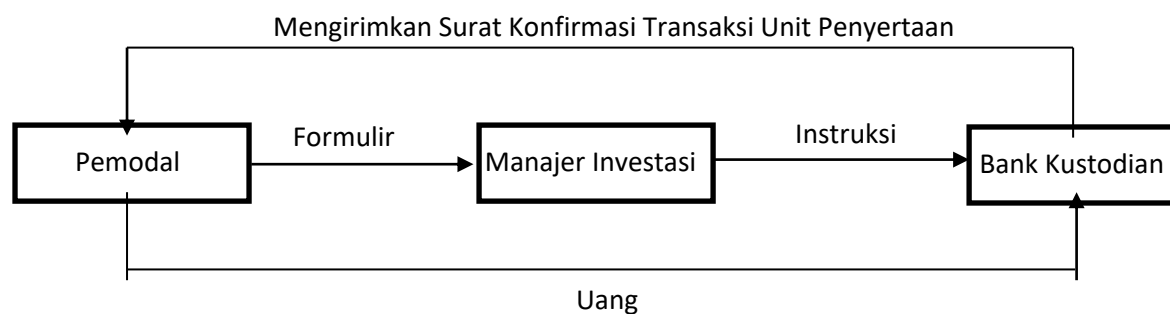 Mengirimkan Surat Konfirmasi Transaksi Unit Penyertaan
Formulir
Instruksi
Pemodal
Manajer Investasi
Bank Kustodian
Uang